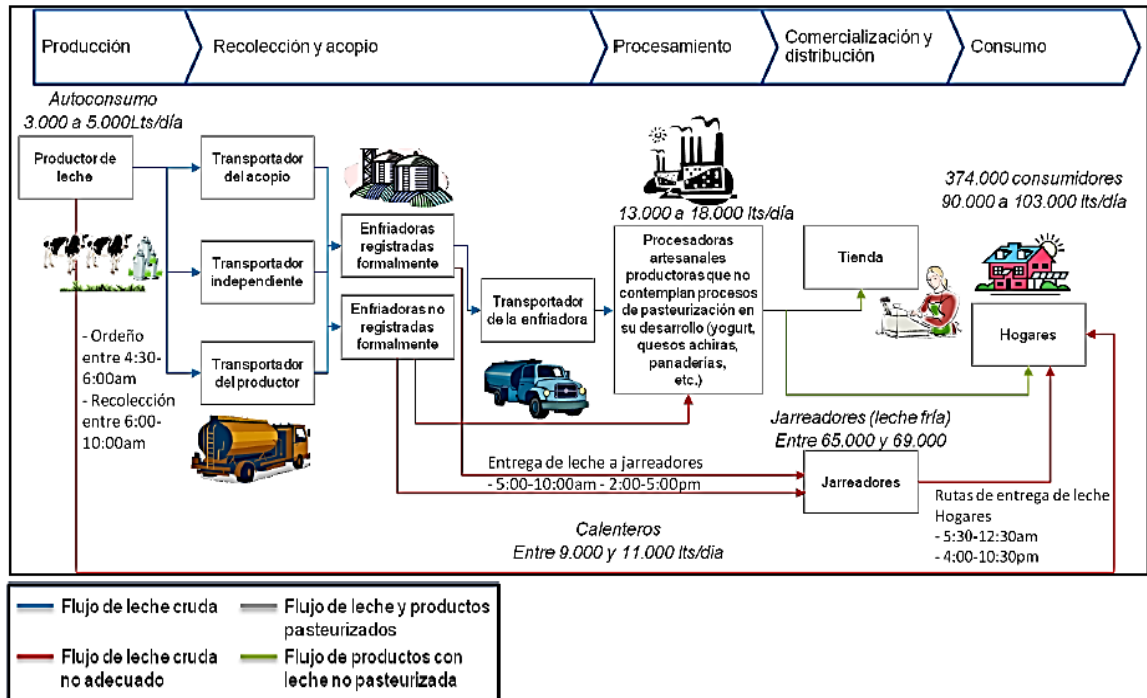 Producción
Recolección y acopio
Procesamiento
Comercialización y
distribución
Consumo
Autoconsumo
3.000 a 5.000Lts/día
Productor de
leche
- Ordeño
entre 4:30-
6:00am
- Recolección
entre 6:00-
10:00am
Transportador
del acopio
Transportador
independiente
Transportador
del productor
Enfriadoras
registradas
formalmente
Enfriadoras no
registradas
formalmente
Transportador
de la enfriadora
13.000 a 18.000 lts/día
Procesadoras
artesanales
productoras que no
contemplan procesos
de pasteurización en
su desarrollo (yogurt,
quesos achiras,
panaderías,
etc.)
Tienda
374.000 consumidores
90.000 a 103.000 lts/día
Hogares
Jarreadores (leche fría)
Entre 65.000 y 69.000
Jarreadores
Entrega de leche a jarreadores
- 5:00-10:00am - 2:00-5:00pm
Rutas de entrega de leche
Hogares
- 5:30-12:30am
- 4:00-10:30pm
Calenteros
Entre 9.000 y 11.000 lts/día
Flujo de leche cruda
Flujo de leche y productos
pasteurizados
Flujo de leche cruda
no adecuado
Flujo de productos con
leche no pasteurizada